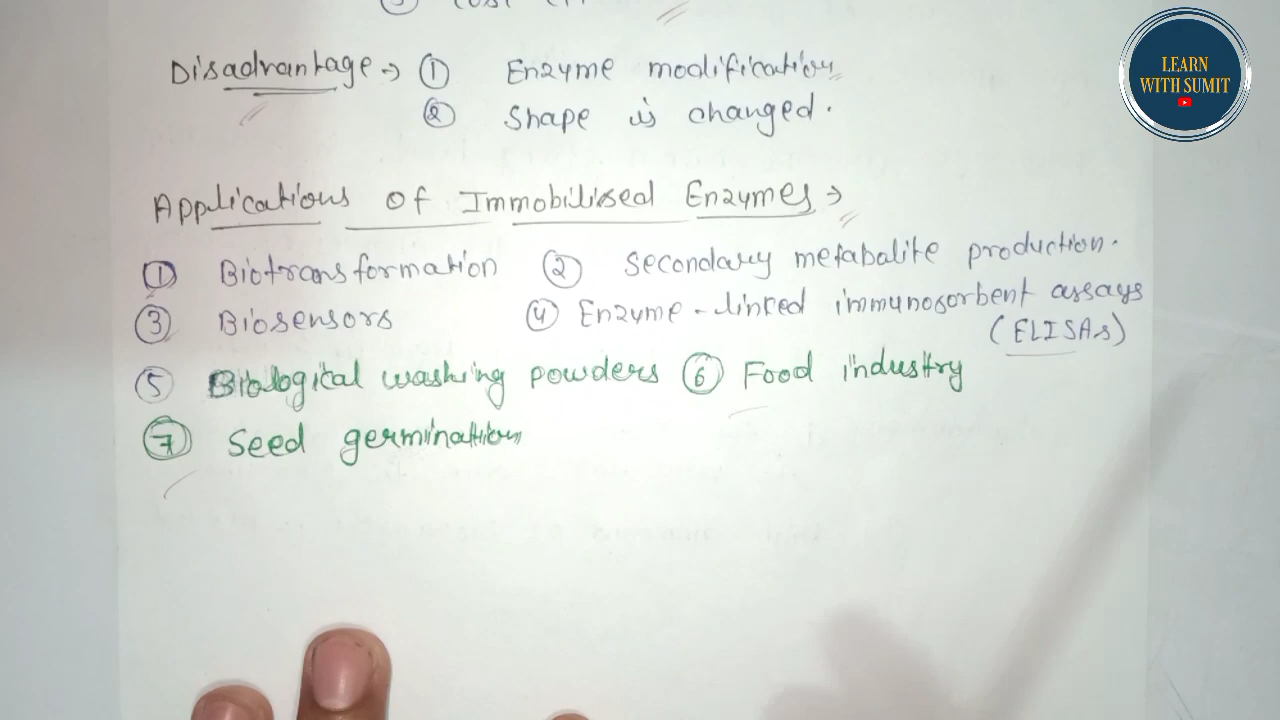 Disadvantage → ① Enzyme modification
② Shape is changed.
Applications of Immobilised Enzymes →
① Biotransformation ② Secondary metabalite production.
③ Biosensors ④ Enzyme-linked immunosorbent assays
(ELISAs)
⑤ Biological washing powders ⑥ Food industry
⑦ Seed germination
LEARN
WITH SUMIT